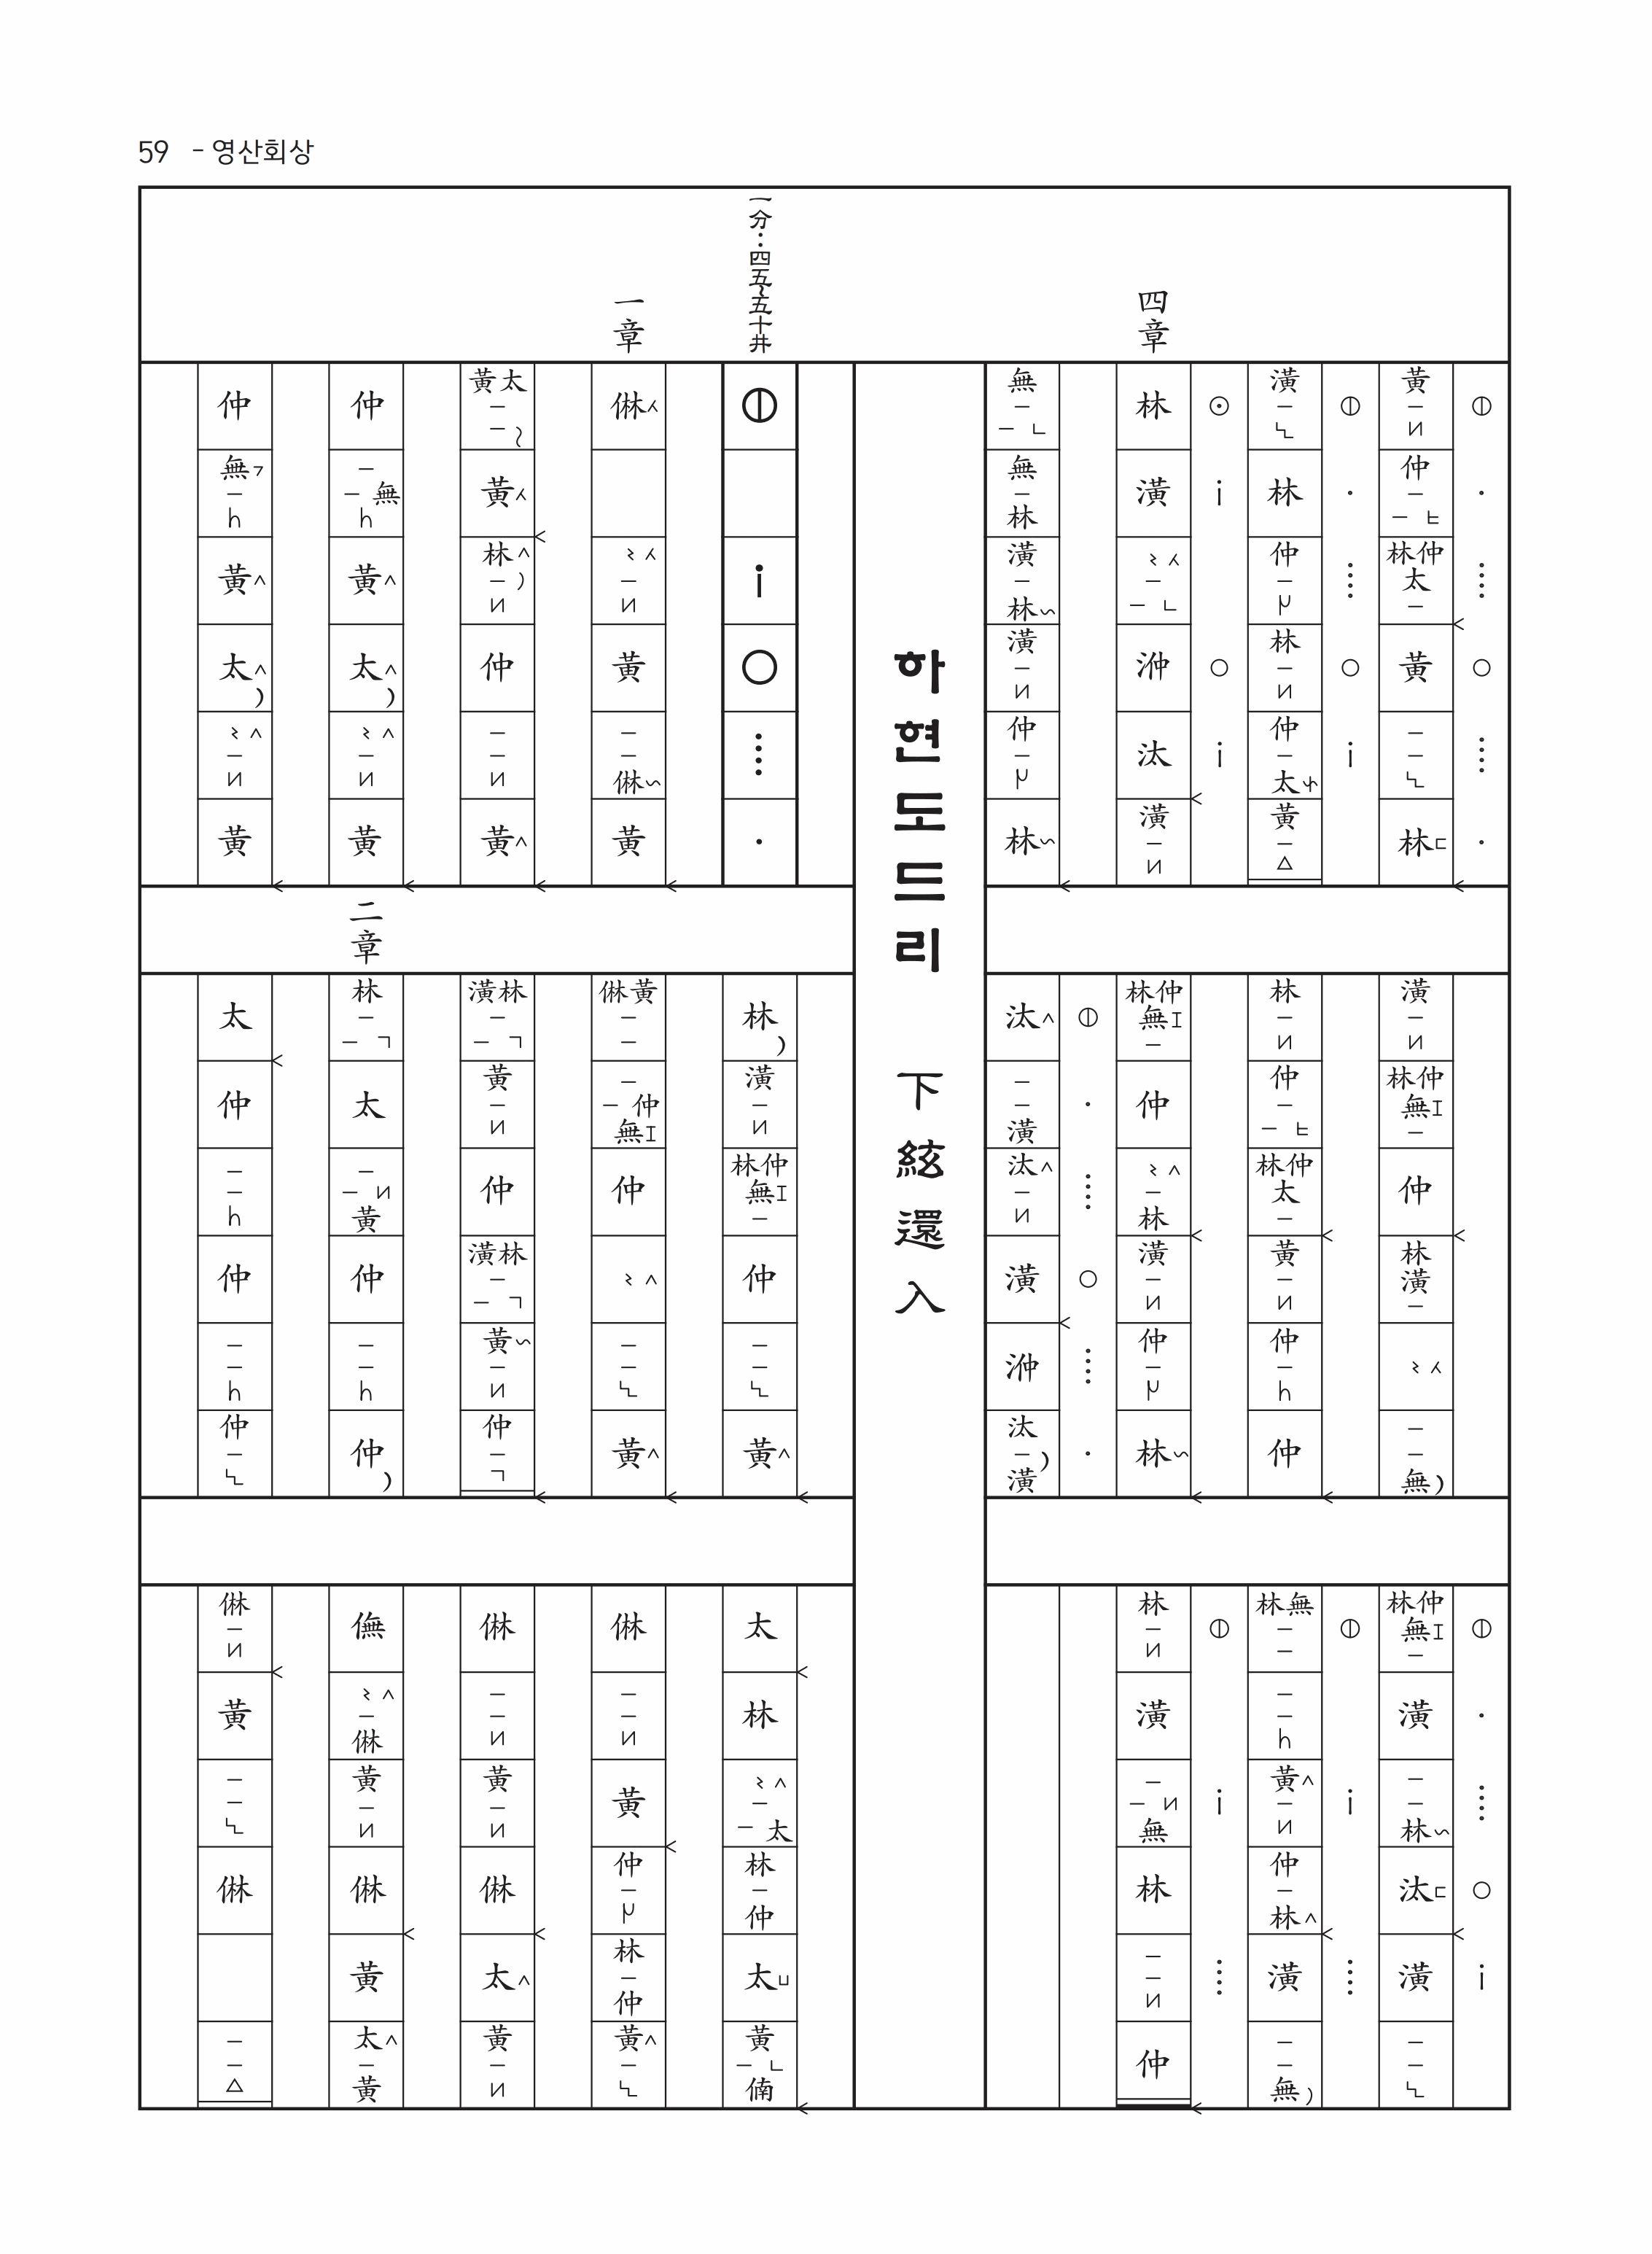 59 - 영산회상
黃 仲 林仲 太 黃 林
潢 林仲 無 仲 林 潢 無
林仲 無 潢 林 汰 潢
潢 林 仲 林 仲 太 黃
林 仲 林仲 太 黃 仲 仲
林無 黃 仲 林 潢 無
四章
林 潢 㳞 汰 潢
林仲 無 仲 林 潢 仲 林
林 潢 無 林 仲
無 無 林 潢 林 潢 仲 林
汰 潢 汰 潢 㳞 汰 潢
하현도드리 下絃還入
一分‥四五~五十井
林 潢 林仲 無 仲 黃
太 林 太 林 仲 太 黃 㑲
一章
㑣 黃 㑣 黃
㑣黃 仲 無 仲 黃
㑣 黃 仲 林 仲 黃
黃太 黃 林 仲 黃
潢林 黃 仲 潢林 黃 仲
㑣 黃 㑣 太 黃
仲 無 黃 太 黃
二章
林 太 黃 仲 仲
㒇 㑣 黃 㑣 黃 太 黃
仲 無 黃 太 黃
太 仲 仲 仲
㑣 黃 㑣